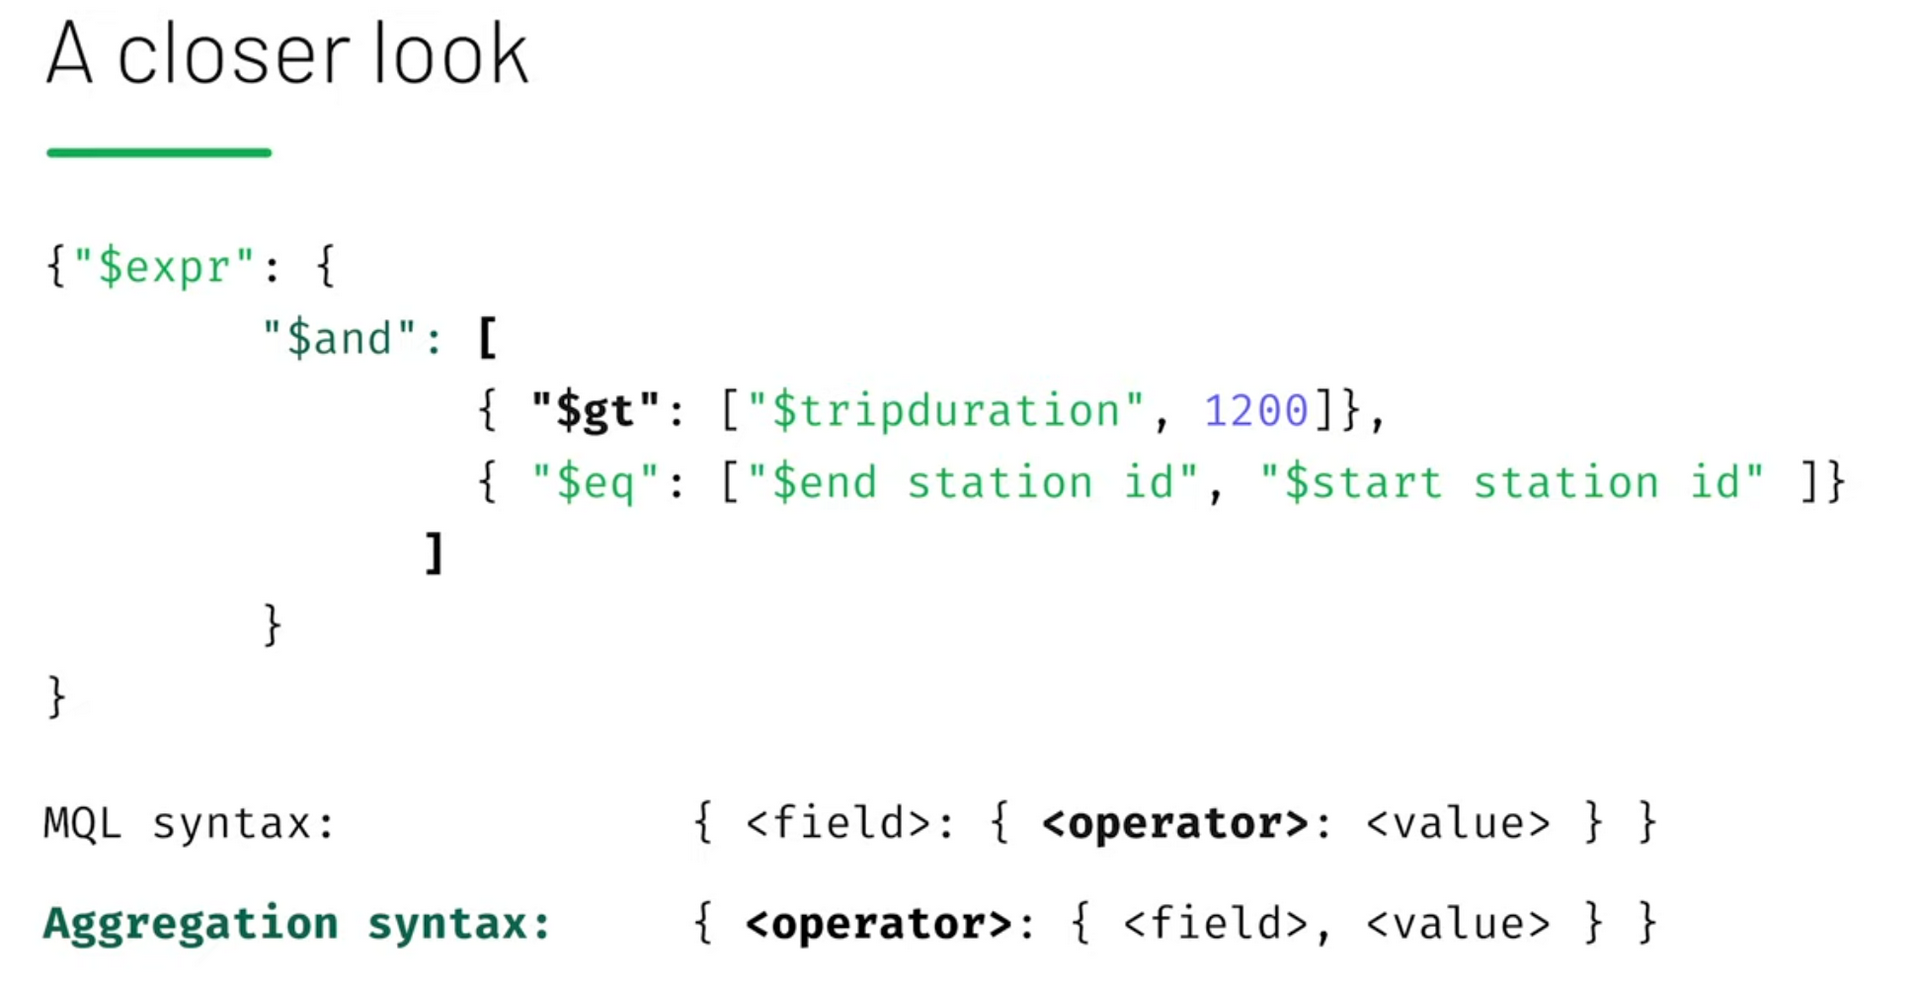 A closer look
{"$expr": {
"$and": [
{ "$gt": ["$tripduration", 1200]},
{ "$eq": ["$end station id", "$start station id" ]}
]
}
}
MQL syntax: { <field>: { <operator>: <value> } }
Aggregation syntax: { <operator>: { <field>, <value> } }